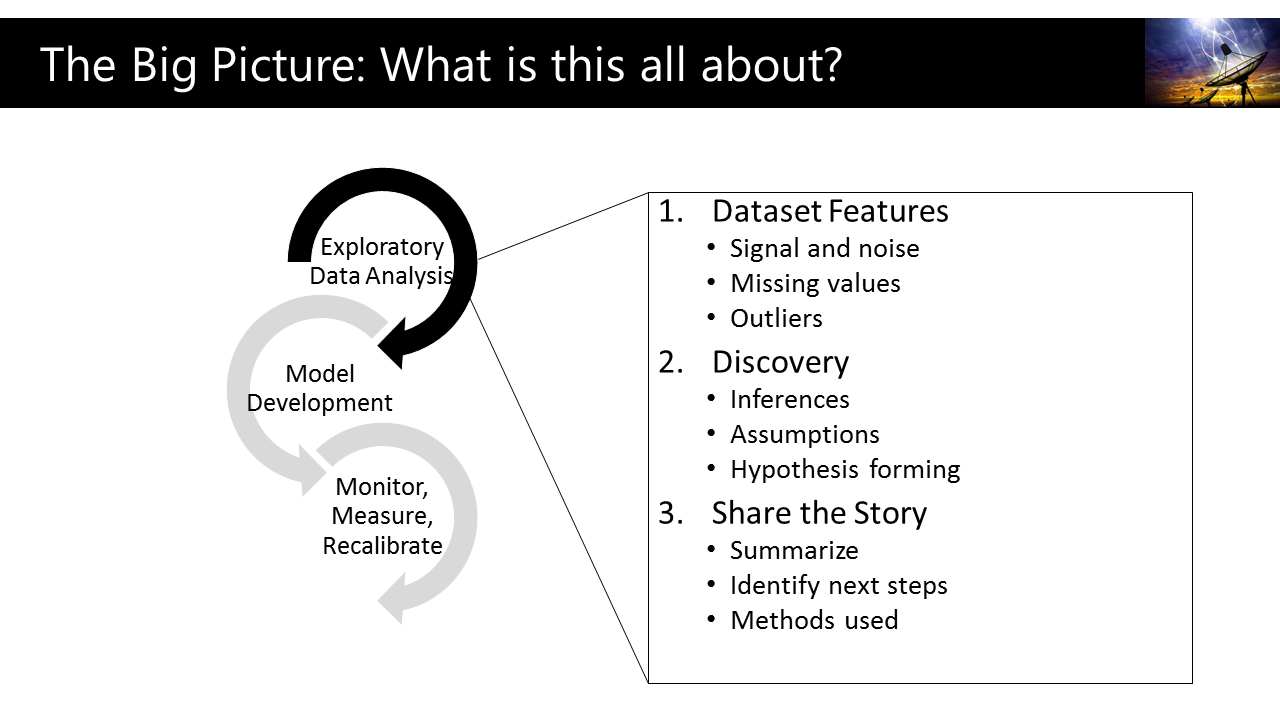 The Big Picture: What is this all about?
Exploratory
Data Analysis
Model
Development
Monitor,
Measure,
Recalibrate
1. Dataset Features
• Signal and noise
• Missing values
• Outliers
2. Discovery
• Inferences
• Assumptions
• Hypothesis forming
3. Share the Story
• Summarize
• Identify next steps
• Methods used